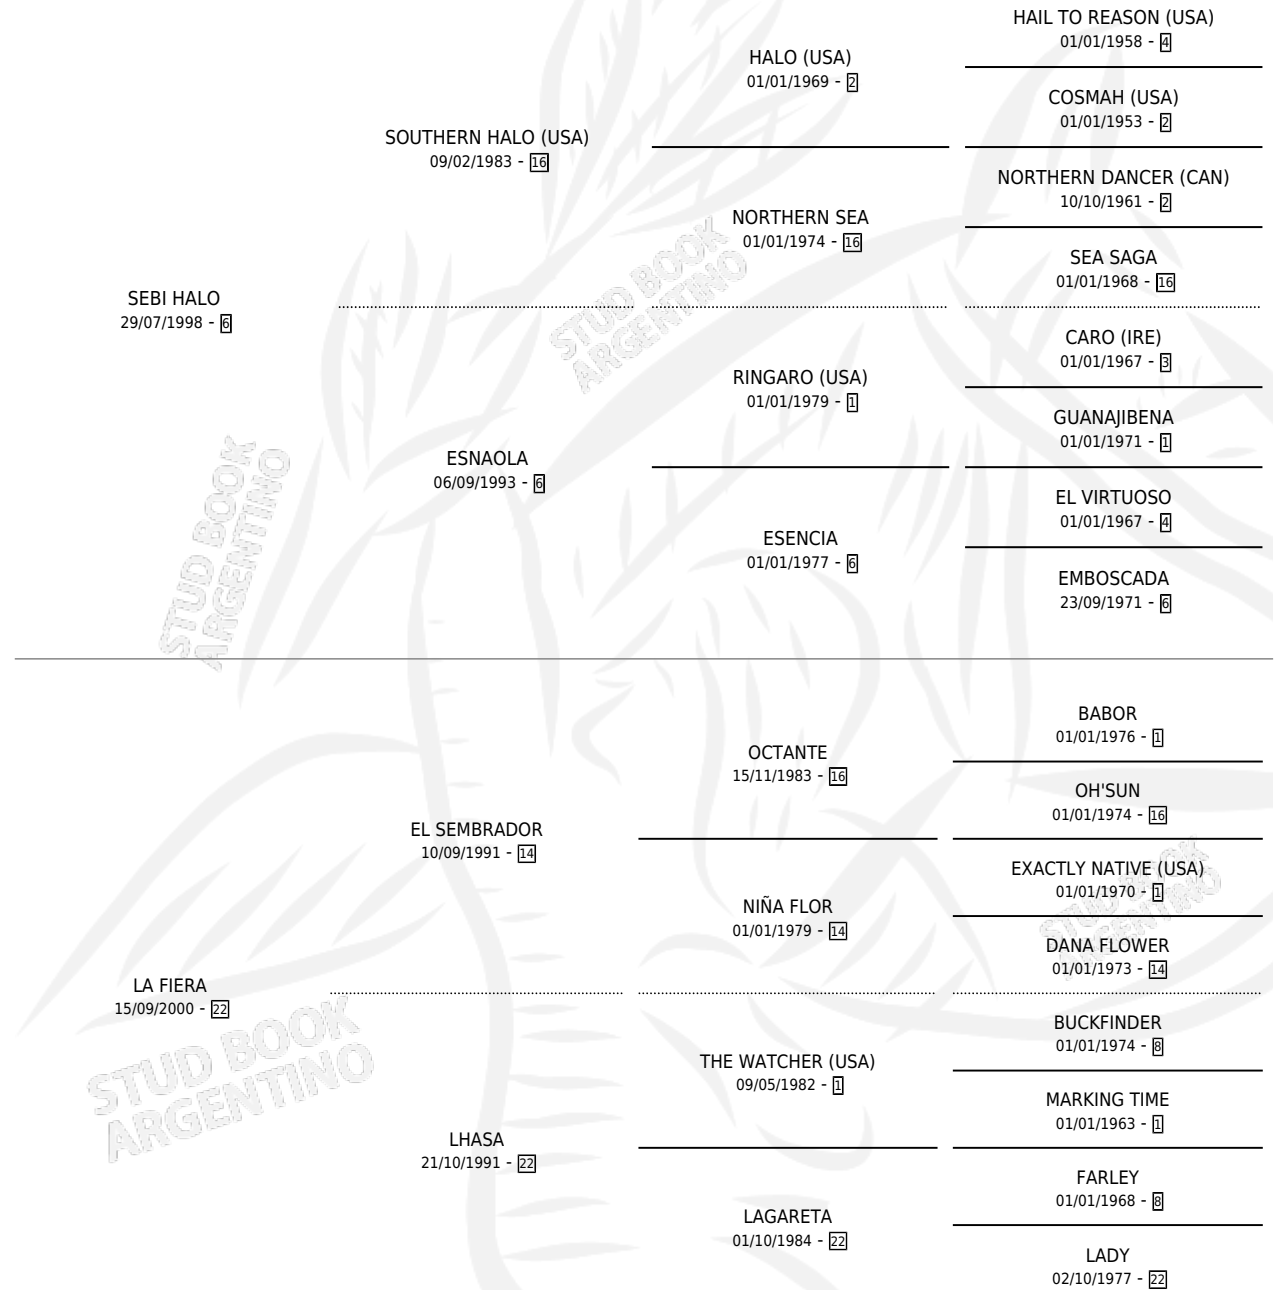 HAIL TO REASON (USA)
01/01/1958 - 4
HALO (USA)
01/01/1969 - 2
COSMAH (USA)
01/01/1953 - 2
SOUTHERN HALO (USA)
09/02/1983 - 16
NORTHERN DANCER (CAN)
10/10/1961 - 2
NORTHERN SEA
01/01/1974 - 16
SEA SAGA
01/01/1968 - 16
SEBI HALO
29/07/1998 - 6
CARO (IRE)
01/01/1967 - 3
RINGARO (USA)
01/01/1979 - 1
GUANAJIBENA
01/01/1971 - 1
ESNAOLA
06/09/1993 - 6
EL VIRTUOSO
01/01/1967 - 4
ESENCIA
01/01/1977 - 6
EMBOSCADA
23/09/1971 - 6
STUD BOOK
ARGENTINO
STUD BOOK
ARGENTINO
BABOR
01/01/1976 - 1
OCTANTE
15/11/1983 - 16
OH'SUN
01/01/1974 - 16
EL SEMBRADOR
10/09/1991 - 14
EXACTLY NATIVE (USA)
01/01/1970 - 1
NIÑA FLOR
01/01/1979 - 14
DANA FLOWER
01/01/1973 - 14
LA FIERA
15/09/2000 - 22
BUCKFINDER
01/01/1974 - 8
THE WATCHER (USA)
09/05/1982 - 1
MARKING TIME
01/01/1963 - 1
LHASA
21/10/1991 - 22
FARLEY
01/01/1968 - 8
LAGARETA
01/10/1984 - 22
LADY
02/10/1977 - 22
STUD BOOK
ARGENTINO
STUD BOOK
ARGENTINO